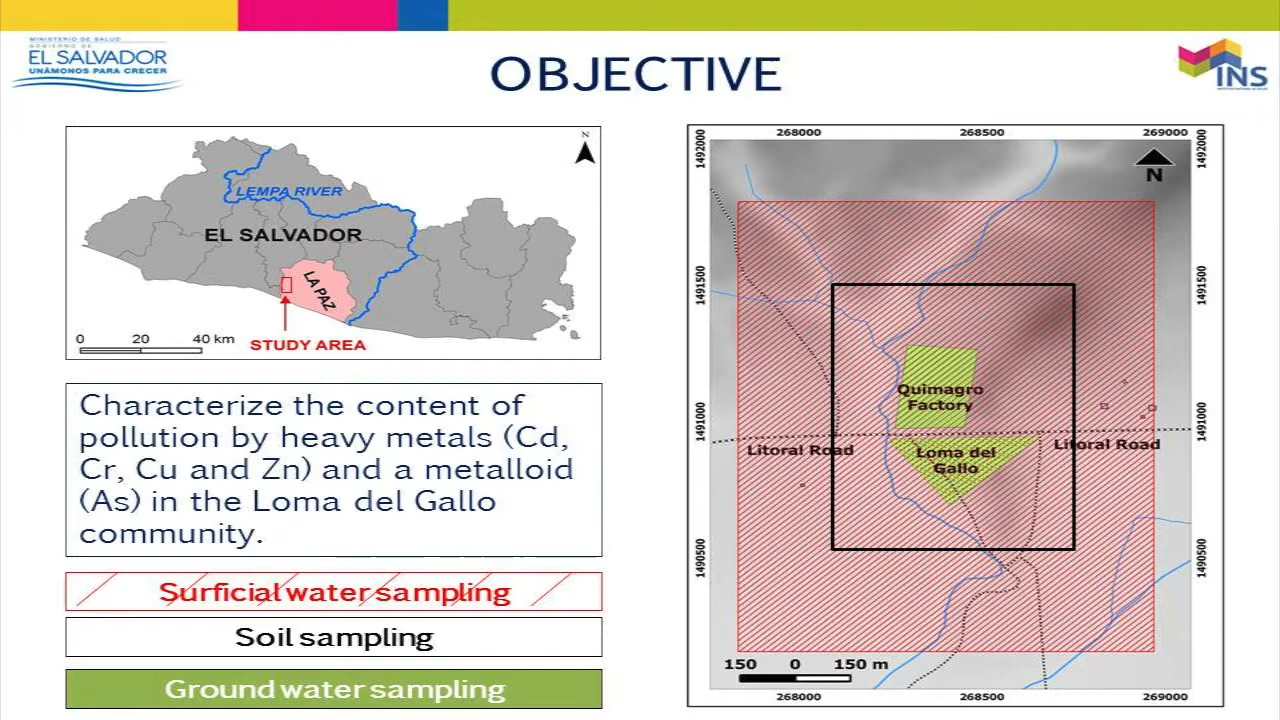 MINISTERIO DE SALUD
GOBIERNO DE
EL SALVADOR
UNÁMONOS PARA CRECER
OBJECTIVE
INS
N
LEMPA RIVER
EL SALVADOR
LA PAZ
0 20 40 km
STUDY AREA
Characterize the content of
pollution by heavy metals (Cd,
Cr, Cu and Zn) and a metalloid
(As) in the Loma del Gallo
community.
Surficial water sampling
Soil sampling
Ground water sampling
268000 268500 269000
1492000 1492000
N
1491500 1491500
Quimagro
Factory
1491000 1491000
Litoral Road Litoral Road
Loma del
Gallo
1490500 1490500
150 0 150 m
268000 268500 269000